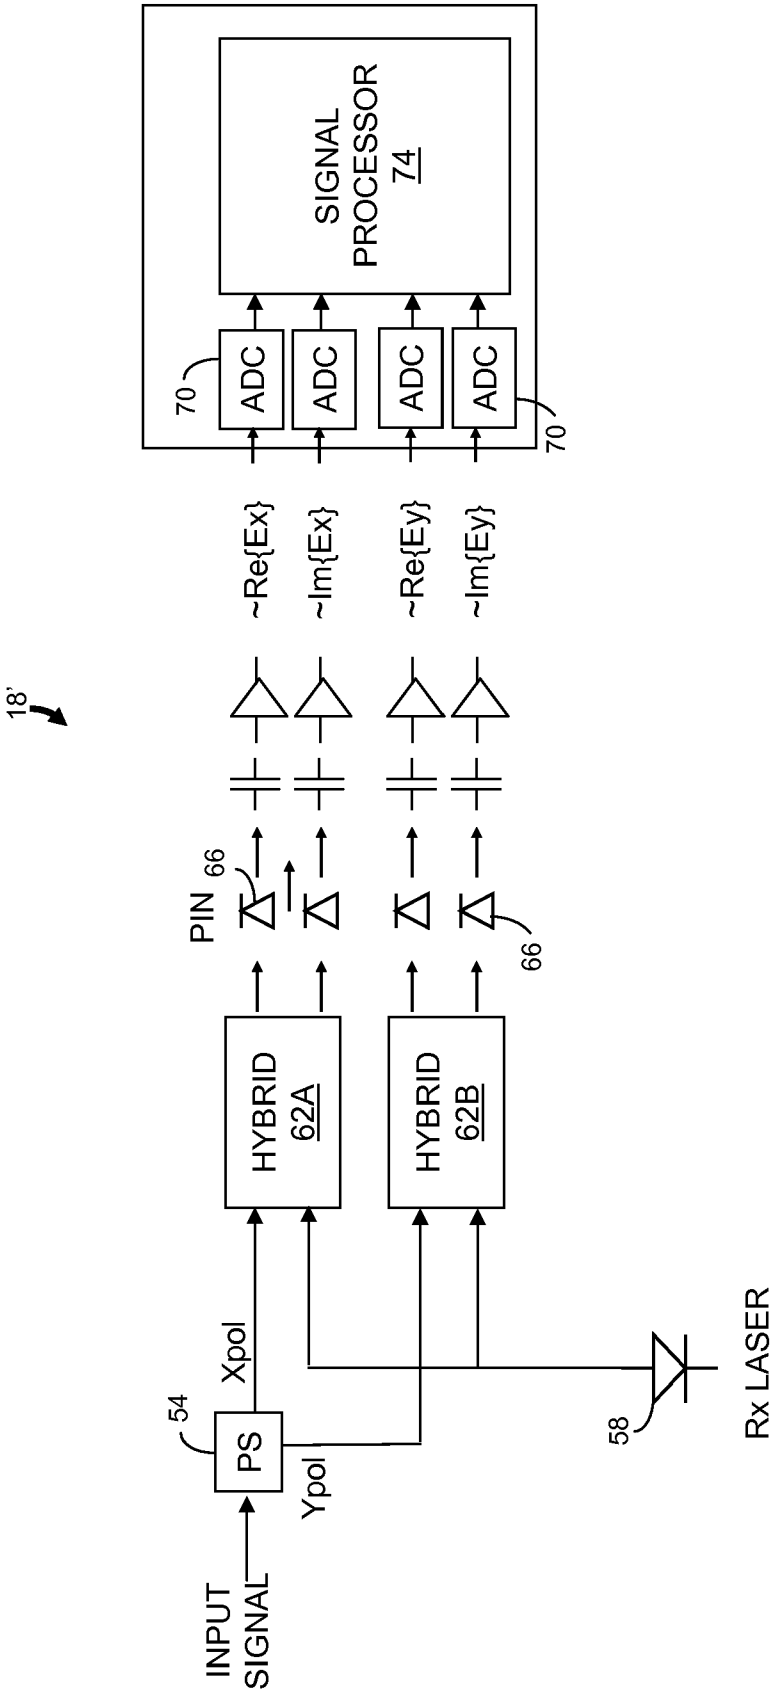 18'
INPUT
SIGNAL
PS
54
Xpol
Ypol
58
Rx LASER
HYBRID
62A
HYBRID
62B
PIN
66
66
~Re{Ex}
~Im{Ex}
~Re{Ey}
~Im{Ey}
70
ADC
ADC
ADC
ADC
70
SIGNAL
PROCESSOR
74